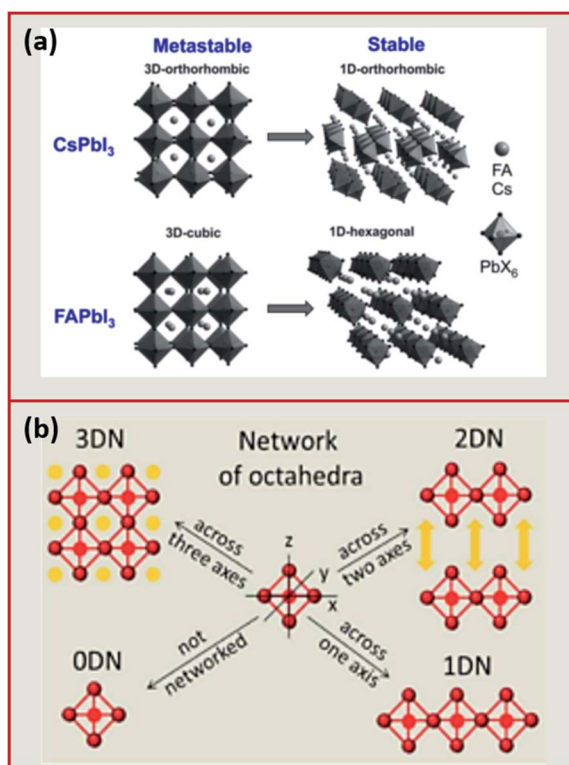 (a)
Metastable
Stable
3D-orthorhombic
1D-orthorhombic
CsPbI₃
FA
Cs
PbX₆
3D-cubic
1D-hexagonal
FAPbI₃
(b)
3DN
Network
of octahedra
2DN
across
three axes
z
y
x
across
two axes
not
networked
across
one axis
0DN
1DN